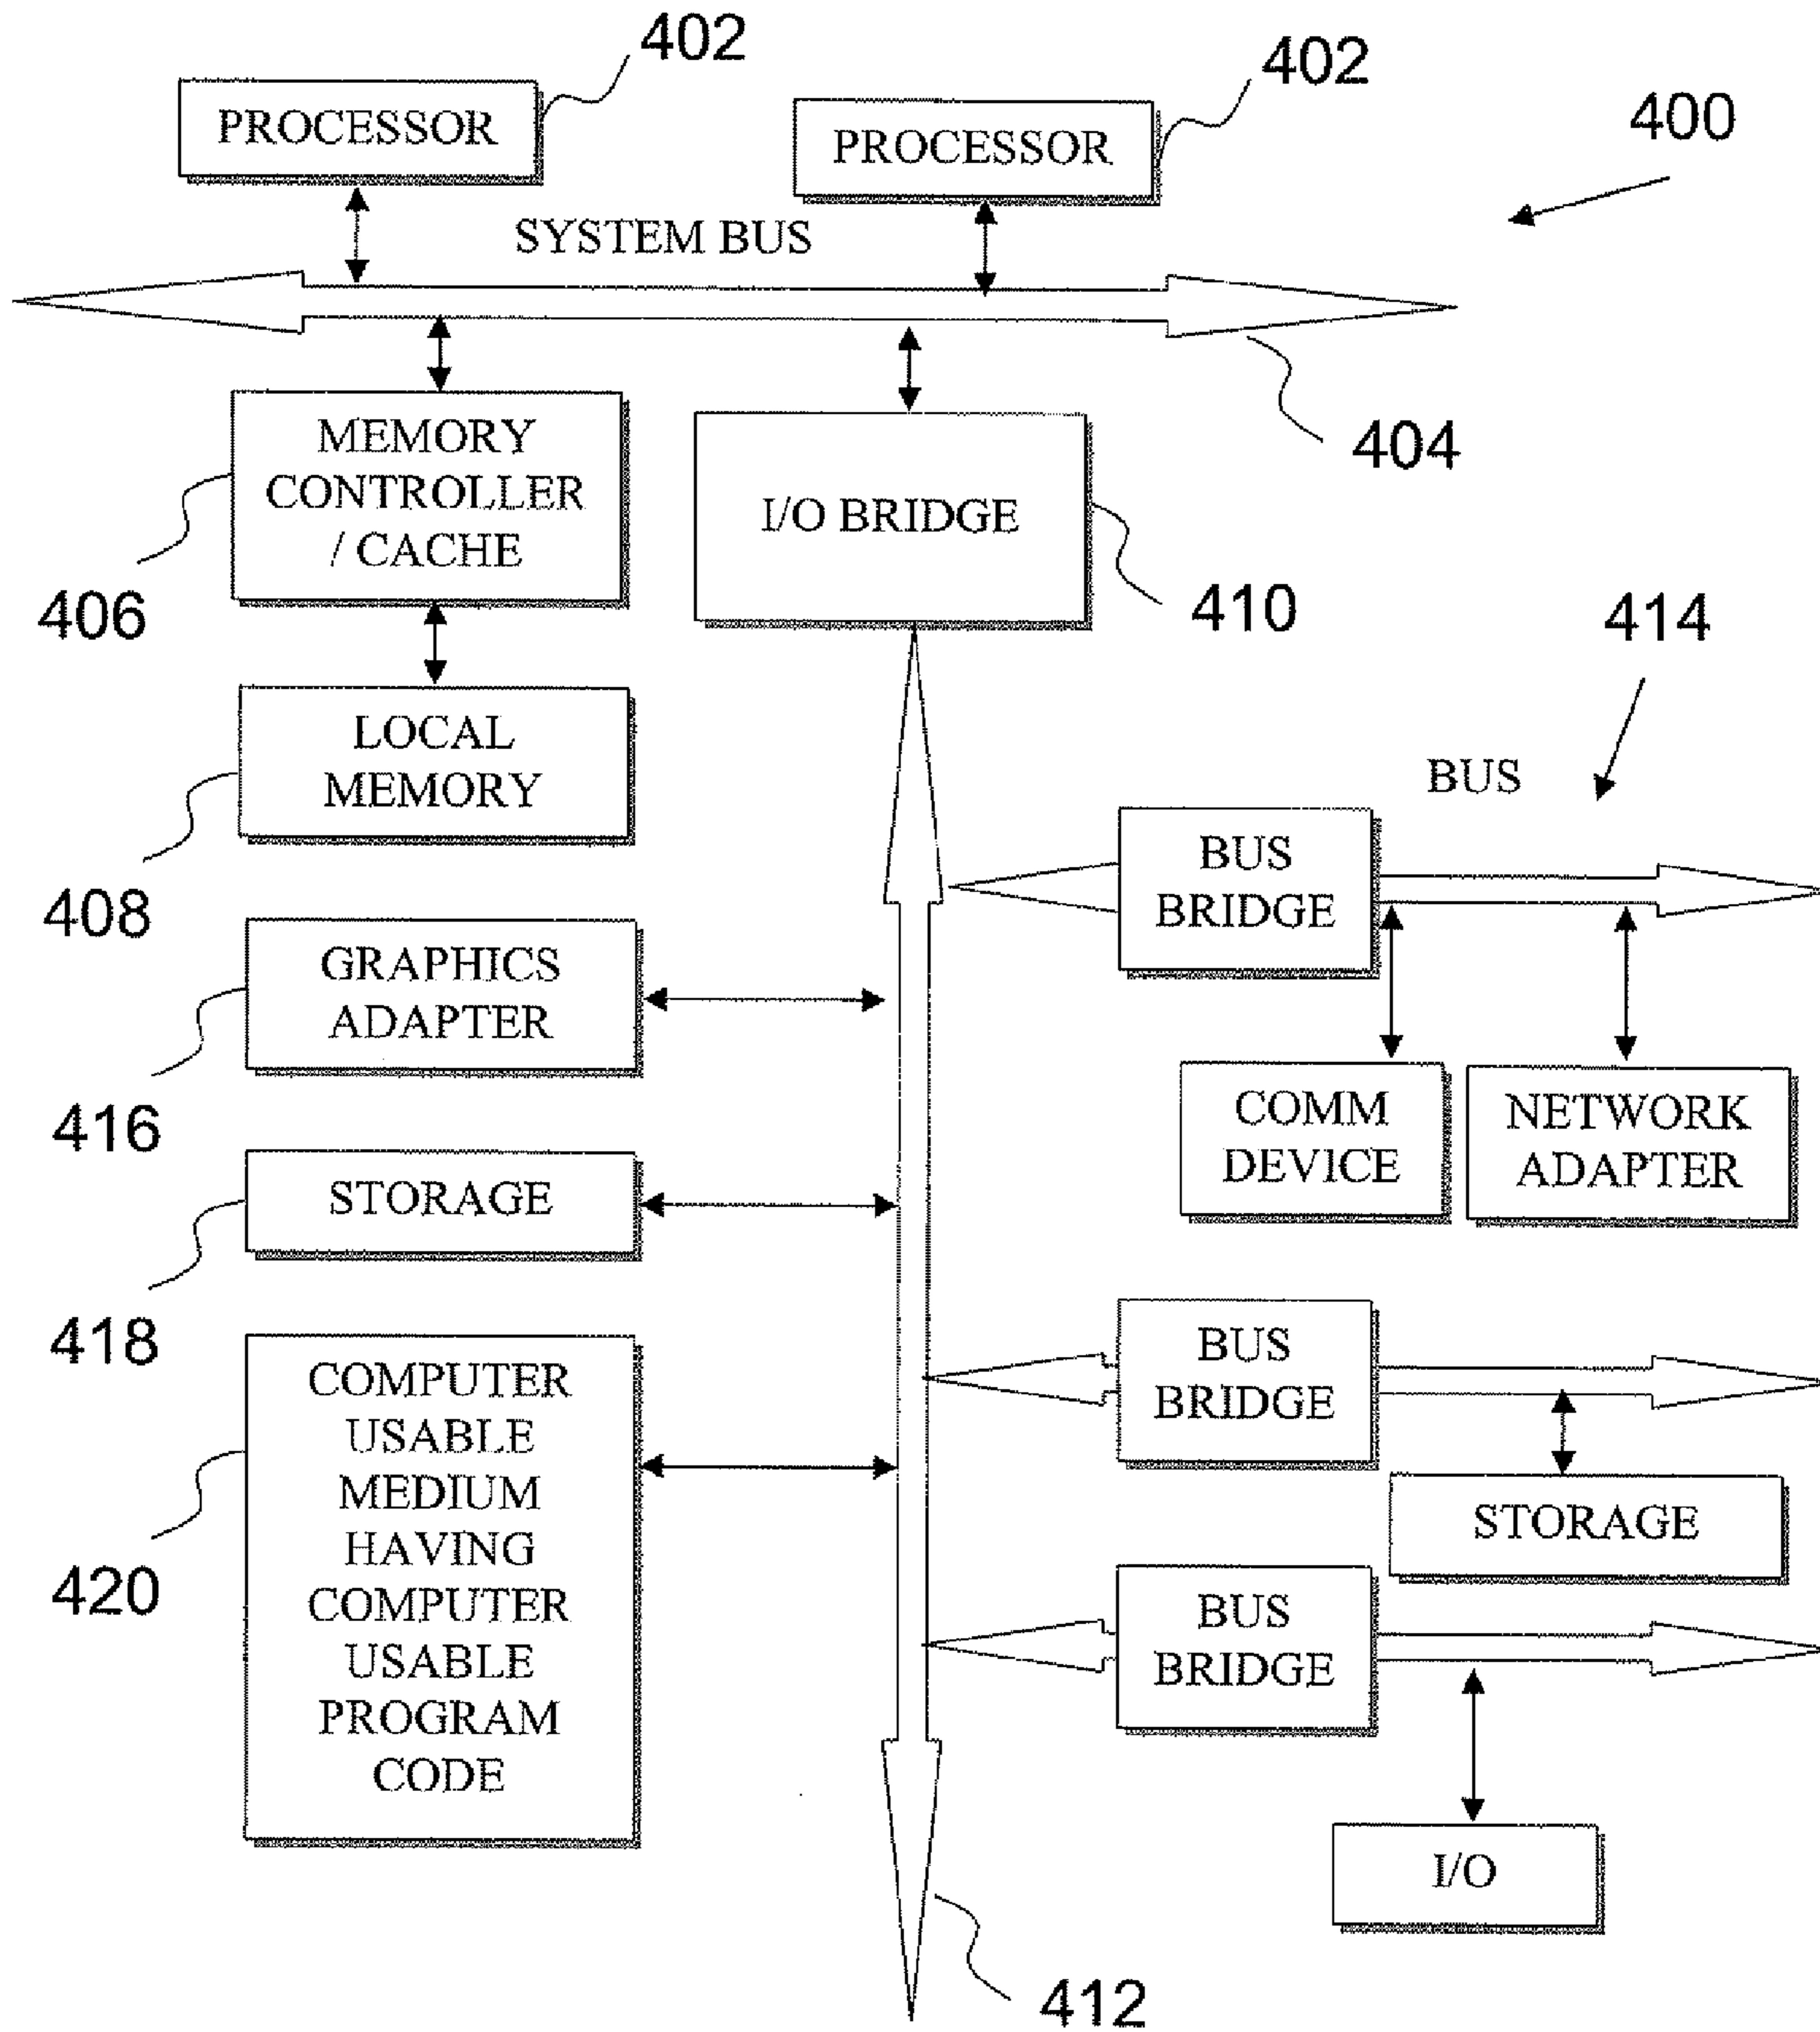 402
402
400
PROCESSOR
PROCESSOR
SYSTEM BUS
404
MEMORY
CONTROLLER
/ CACHE
406
I/O BRIDGE
410
LOCAL
MEMORY
408
414
BUS
BUS
BRIDGE
GRAPHICS
ADAPTER
416
COMM
DEVICE
NETWORK
ADAPTER
STORAGE
418
BUS
BRIDGE
STORAGE
COMPUTER
USABLE
MEDIUM
HAVING
COMPUTER
USABLE
PROGRAM
CODE
420
BUS
BRIDGE
I/O
412